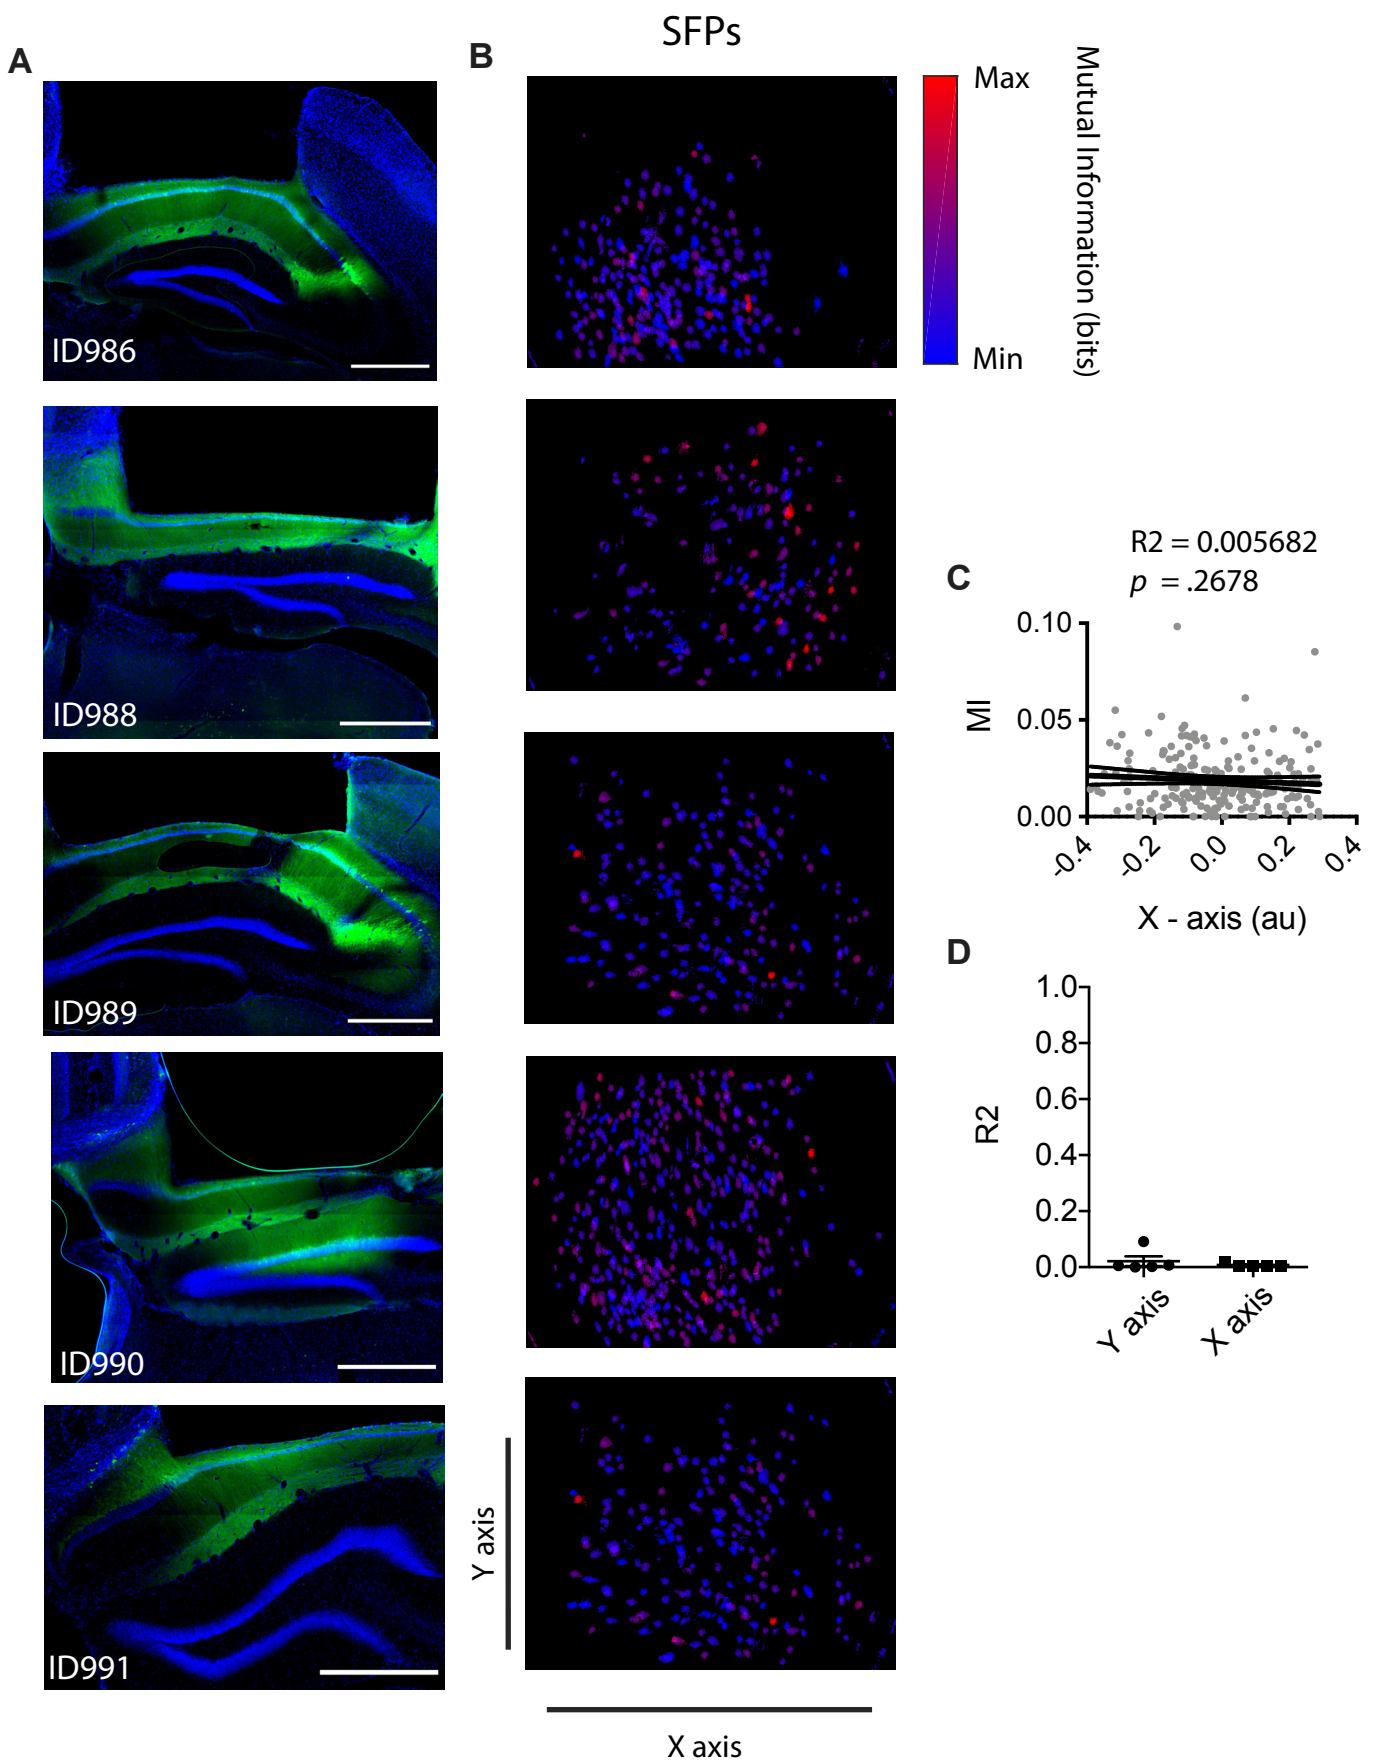 SFPs
A
B
Max
Min
Mutual Information (bits)
ID986
ID988
ID989
ID990
ID991
Y axis
X axis
C
R2 = 0.005682
p = .2678
0.10
0.05
0.00
MI
-0.4
-0.2
0.0
0.2
0.4
X - axis (au)
D
1.0
0.8
0.6
0.4
0.2
0.0
R2
Y axis
X axis